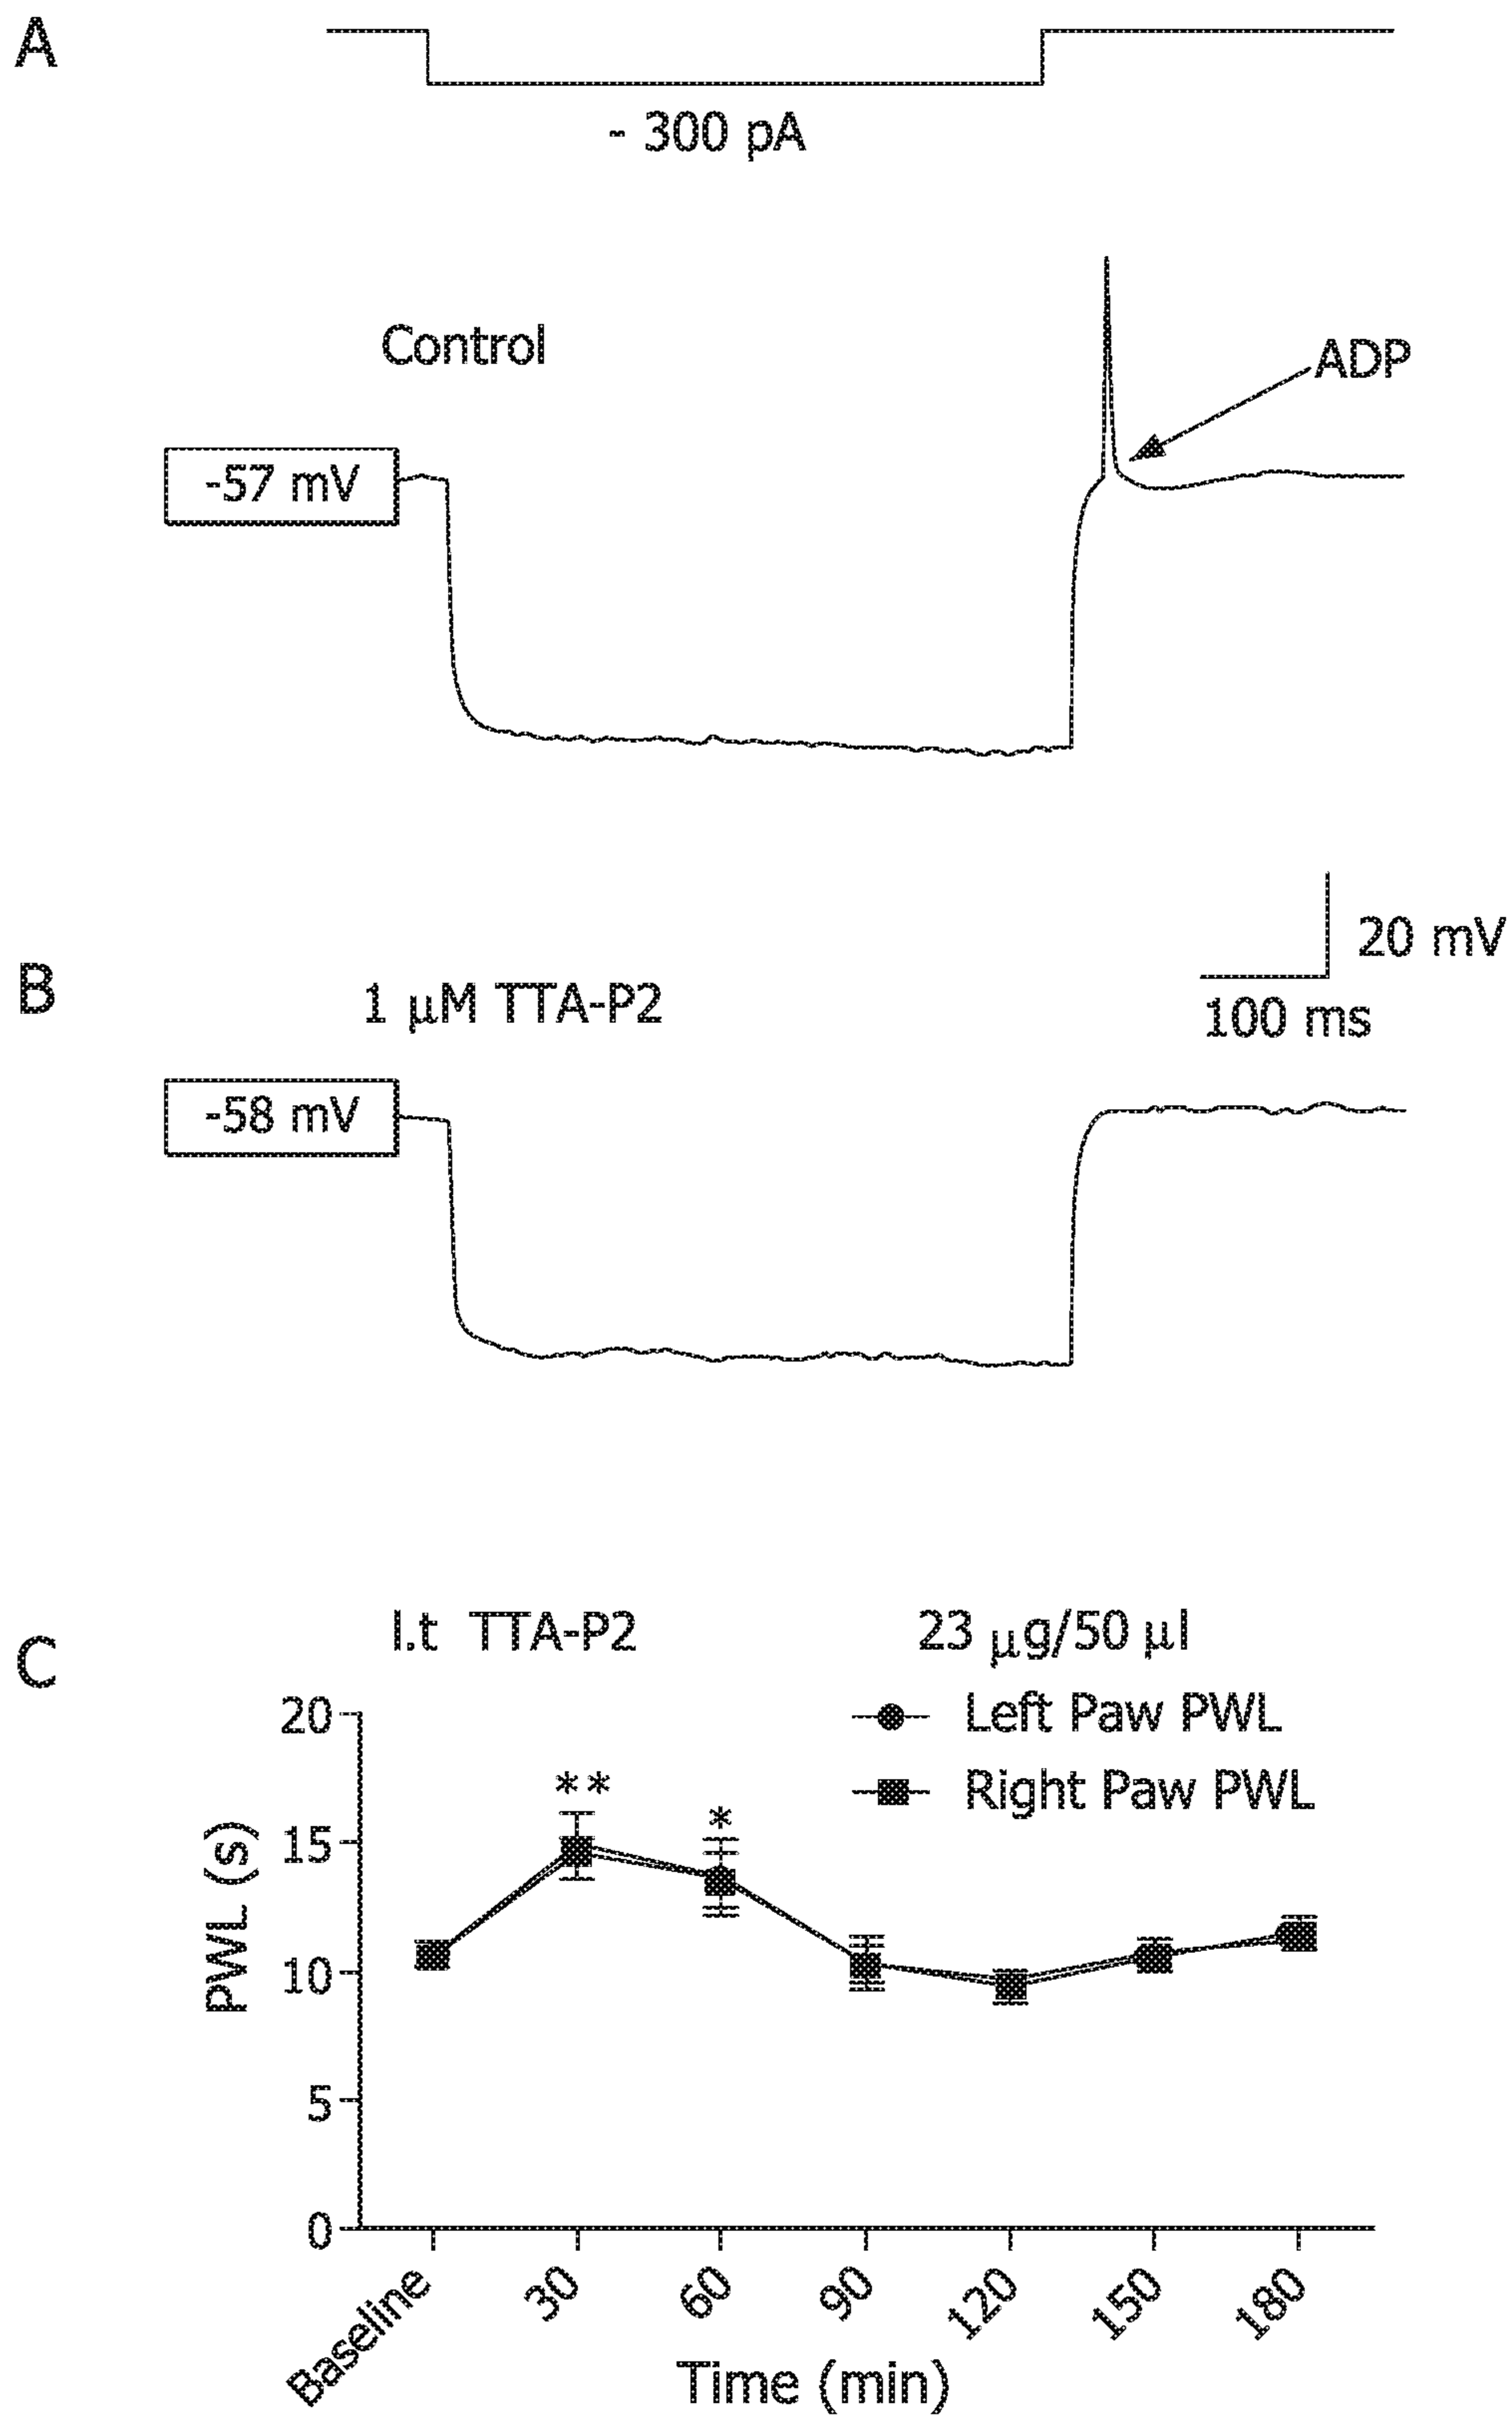 A
- 300 pA
Control
ADP
-57 mV
20 mV
100 ms
B
1 µM TTA-P2
-58 mV
C
I.t TTA-P2 23 µg/50 µl
Left Paw PWL
Right Paw PWL
**
*
PWL (s)
20
15
10
5
0
Baseline 30 60 90 120 150 180
Time (min)